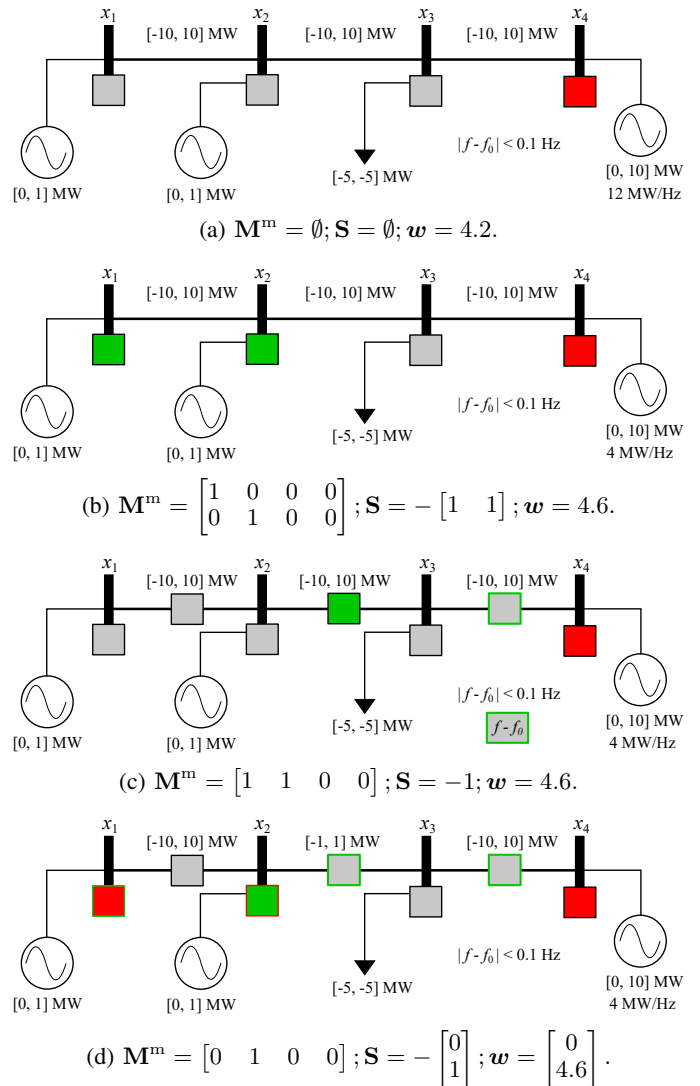 x1 x2 x3 x4
[-10, 10] MW [-10, 10] MW [-10, 10] MW
|f - f0| < 0.1 Hz
[-5, -5] MW
[0, 1] MW [0, 1] MW [0, 10] MW
12 MW/Hz
(a) M^m = ∅; S = ∅; w = 4.2.
x1 x2 x3 x4
[-10, 10] MW [-10, 10] MW [-10, 10] MW
|f - f0| < 0.1 Hz
[0, 1] MW [0, 1] MW [-5, -5] MW [0, 10] MW
4 MW/Hz
(b) M^m = [1 0 0 0; 0 1 0 0]; S = − [1 1]; w = 4.6.
x1 x2 x3 x4
[-10, 10] MW [-10, 10] MW [-10, 10] MW
|f - f0| < 0.1 Hz
f - f0
[0, 1] MW [0, 1] MW [-5, -5] MW [0, 10] MW
4 MW/Hz
(c) M^m = [1 1 0 0]; S = −1; w = 4.6.
x1 x2 x3 x4
[-10, 10] MW [-1, 1] MW [-10, 10] MW
|f - f0| < 0.1 Hz
[0, 1] MW [0, 1] MW [-5, -5] MW [0, 10] MW
4 MW/Hz
(d) M^m = [0 1 0 0]; S = − [0; 1]; w = [0; 4.6].